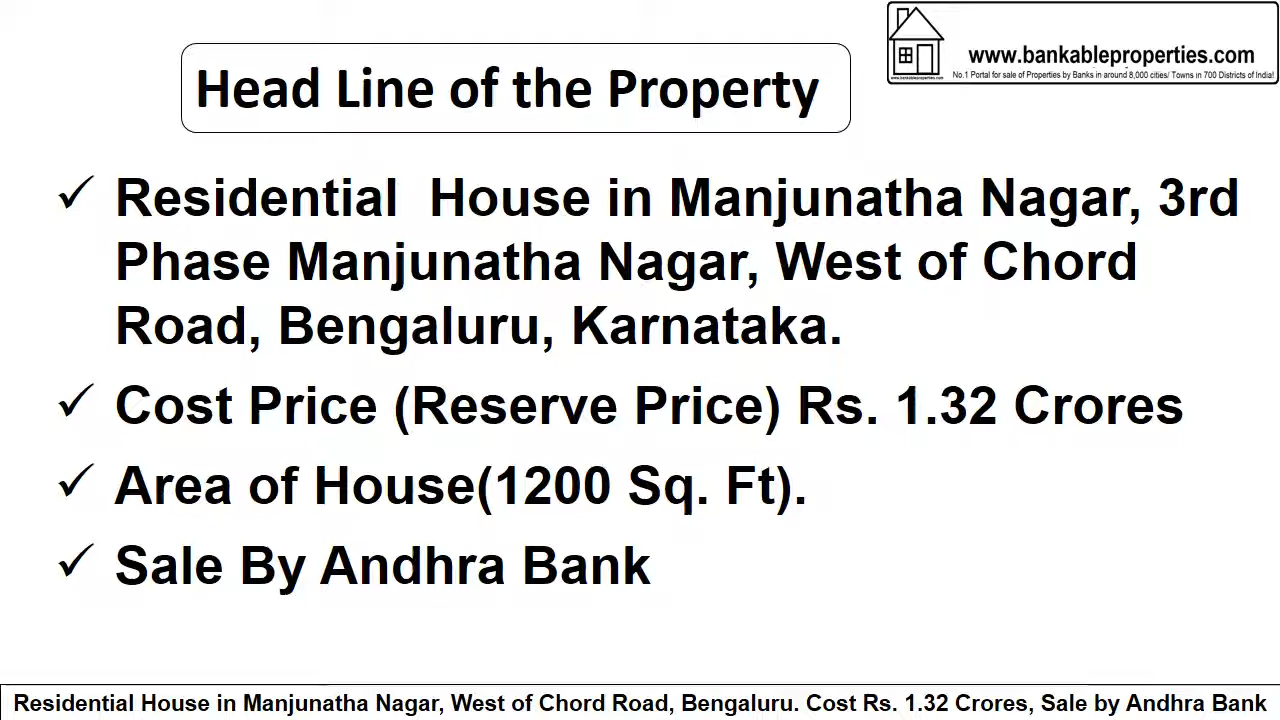 www.bankableproperties.com
No.1 Portal for sale of Properties by Banks in around 8,000 cities/ Towns in 700 Districts of India!
Head Line of the Property
✓ Residential  House in Manjunatha Nagar, 3rd
Phase Manjunatha Nagar, West of Chord
Road, Bengaluru, Karnataka.
✓ Cost Price (Reserve Price) Rs. 1.32 Crores
✓ Area of House(1200 Sq. Ft).
✓ Sale By Andhra Bank
Residential House in Manjunatha Nagar, West of Chord Road, Bengaluru. Cost Rs. 1.32 Crores, Sale by Andhra Bank